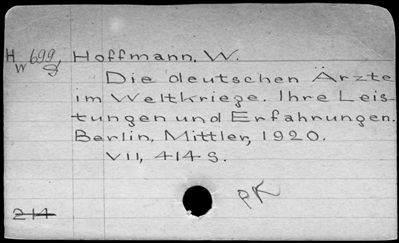 H 699 Hoffmann, W.
W
Die deutschen Ärzte
im Weltkriege. Ihre Leis-
tungen und Erfahrungen.
Berlin, Mittler, 1920.
VII, 414 S.
PK
214